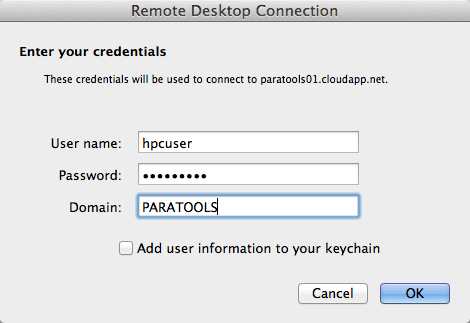 Remote Desktop Connection
Enter your credentials
These credentials will be used to connect to paratools01.cloudapp.net.
User name: hpcuser
Password: •••••••••
Domain: PARATOOLS
Add user information to your keychain
Cancel OK